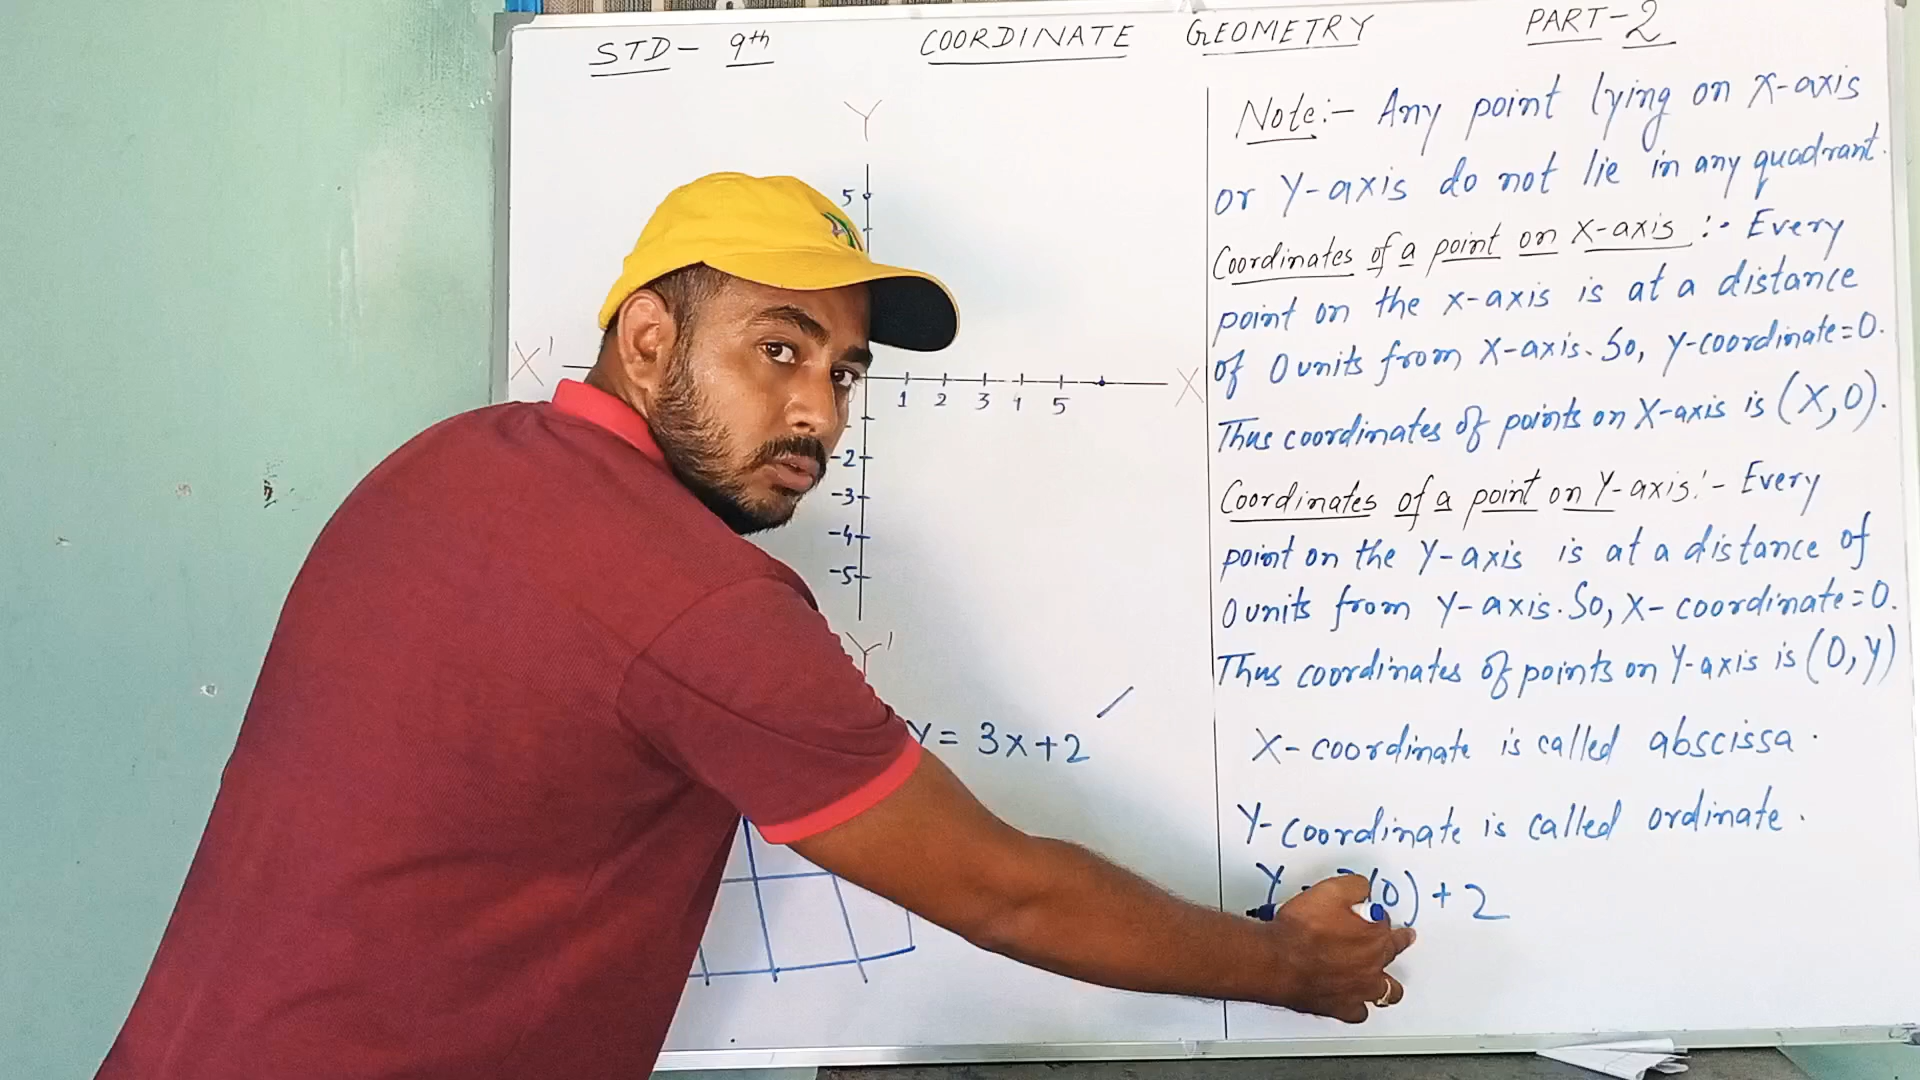 STD- 9th COORDINATE GEOMETRY PART-2
Y
5
X' X
1 2 3 4 5
-2
-3
-4
-5
Y'
Y = 3x+2
Note:- Any point lying on X-axis
or Y-axis do not lie in any quadrant.
Coordinates of a point on X-axis :- Every
point on the x-axis is at a distance
of 0 units from X-axis. So, Y-coordinate=0.
Thus coordinates of points on X-axis is (X,0).
Coordinates of a point on Y-axis:- Every
point on the Y-axis is at a distance of
0 units from Y-axis. So, X-coordinate=0.
Thus coordinates of points on Y-axis is (0,Y)
X-coordinate is called abscissa.
Y-coordinate is called ordinate.
Y (0) + 2